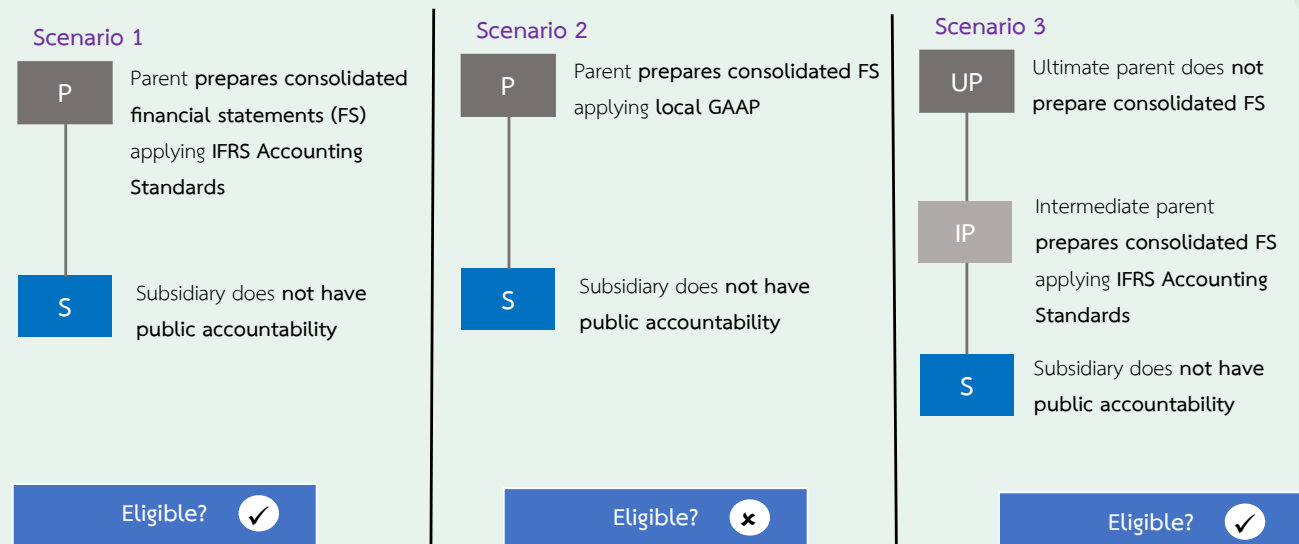 Scenario 1
P
Parent prepares consolidated
financial statements (FS)
applying IFRS Accounting
Standards
S
Subsidiary does not have
public accountability
Eligible?
Scenario 2
P
Parent prepares consolidated FS
applying local GAAP
S
Subsidiary does not have
public accountability
Eligible?
Scenario 3
UP
Ultimate parent does not
prepare consolidated FS
IP
Intermediate parent
prepares consolidated FS
applying IFRS Accounting
Standards
S
Subsidiary does not have
public accountability
Eligible?